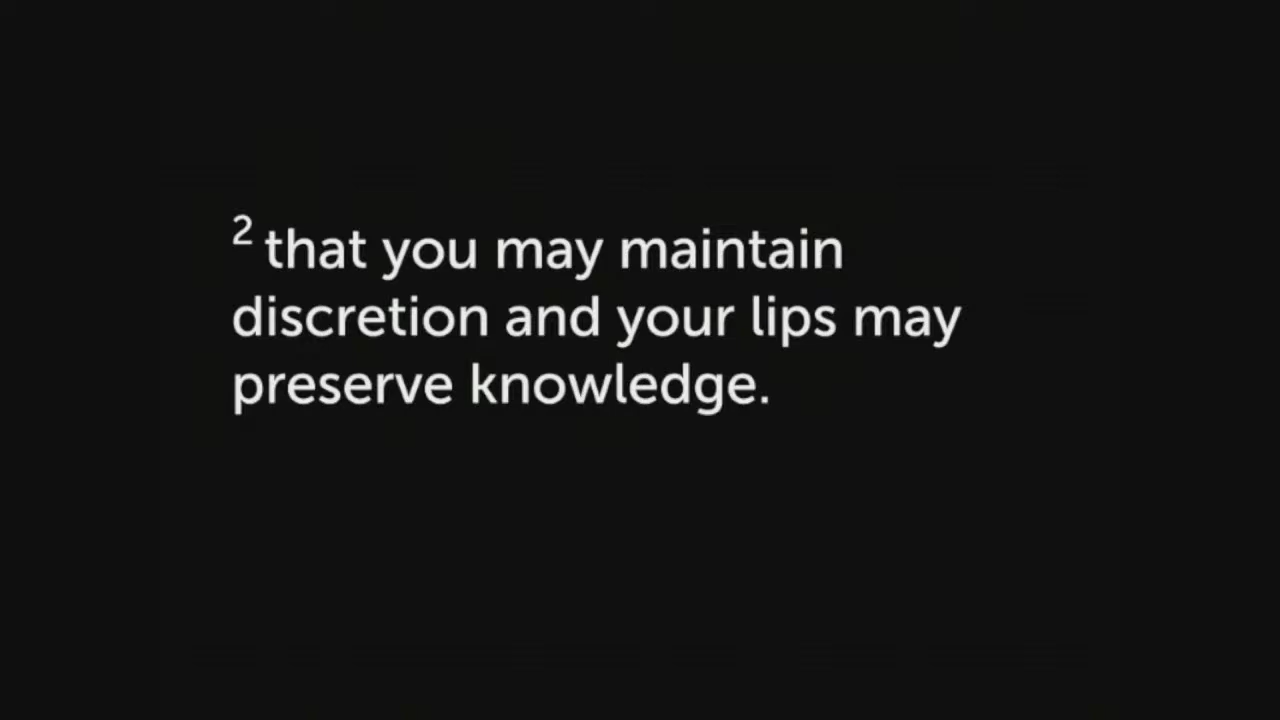 2 that you may maintain
discretion and your lips may
preserve knowledge.